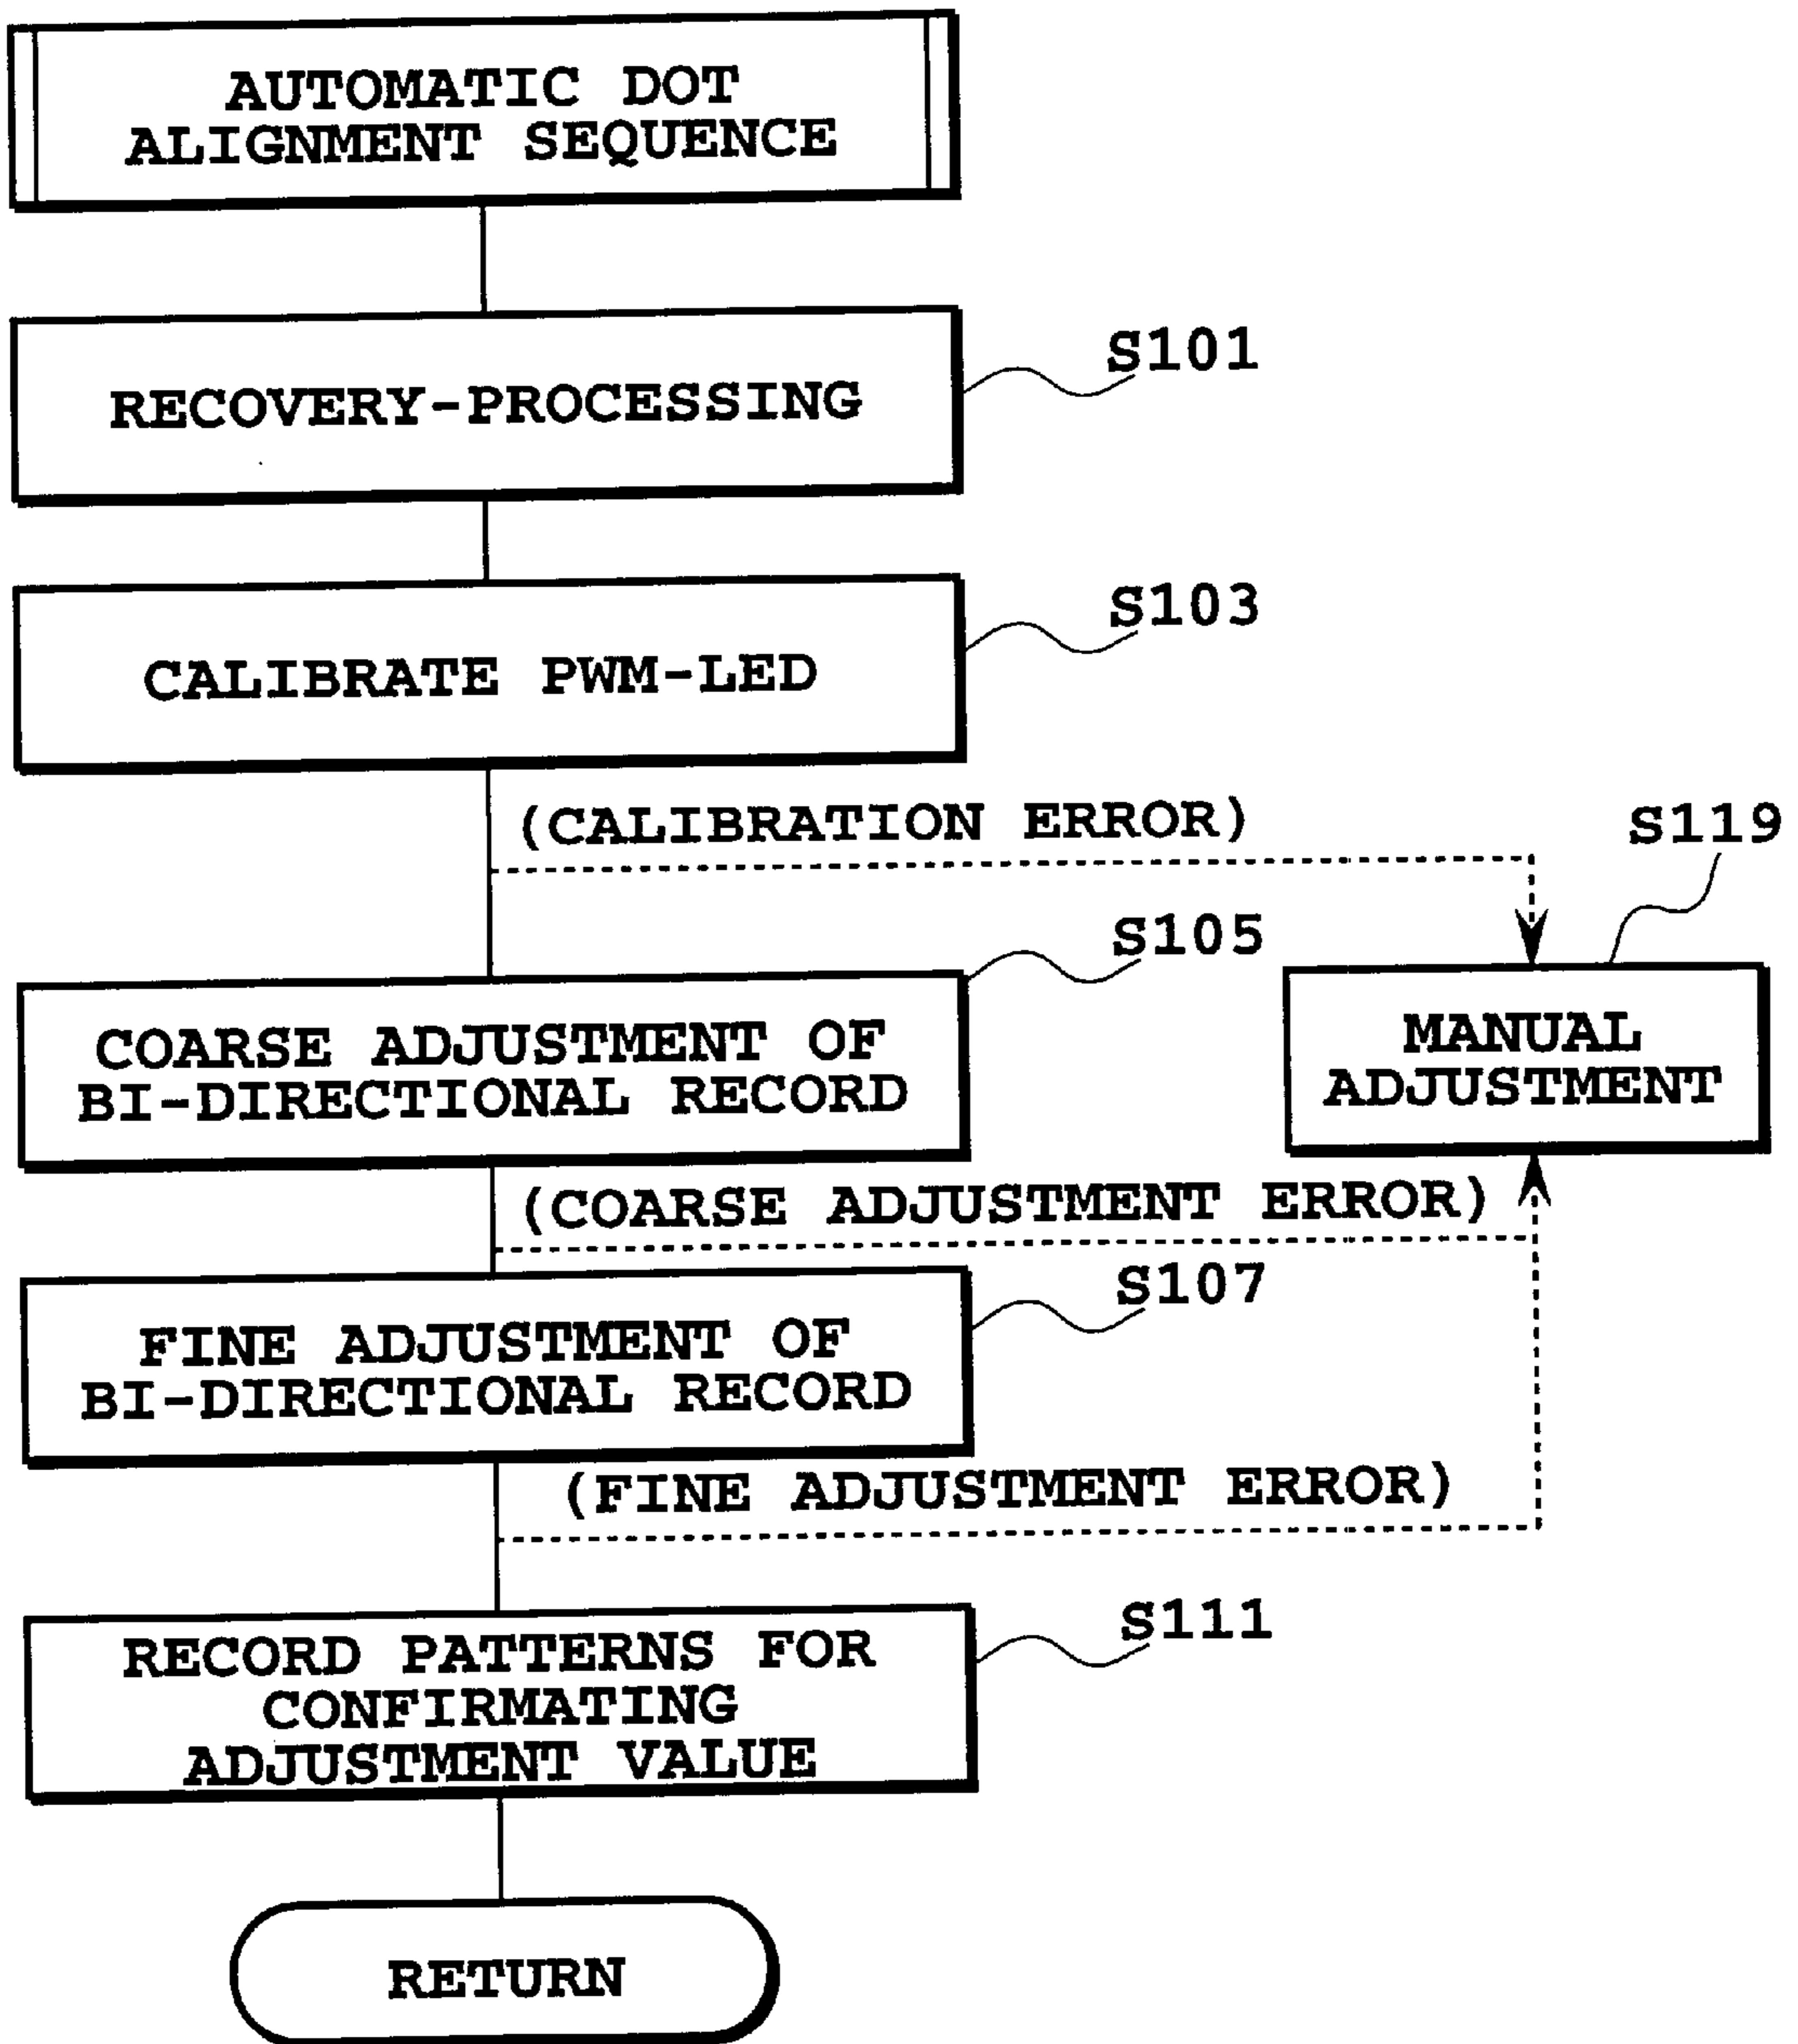 AUTOMATIC DOT
ALIGNMENT SEQUENCE
S101
RECOVERY-PROCESSING
S103
CALIBRATE PWM-LED
(CALIBRATION ERROR)
S119
S105
COARSE ADJUSTMENT OF
BI-DIRECTIONAL RECORD
MANUAL
ADJUSTMENT
(COARSE ADJUSTMENT ERROR)
S107
FINE ADJUSTMENT OF
BI-DIRECTIONAL RECORD
(FINE ADJUSTMENT ERROR)
S111
RECORD PATTERNS FOR
CONFIRMATING
ADJUSTMENT VALUE
RETURN